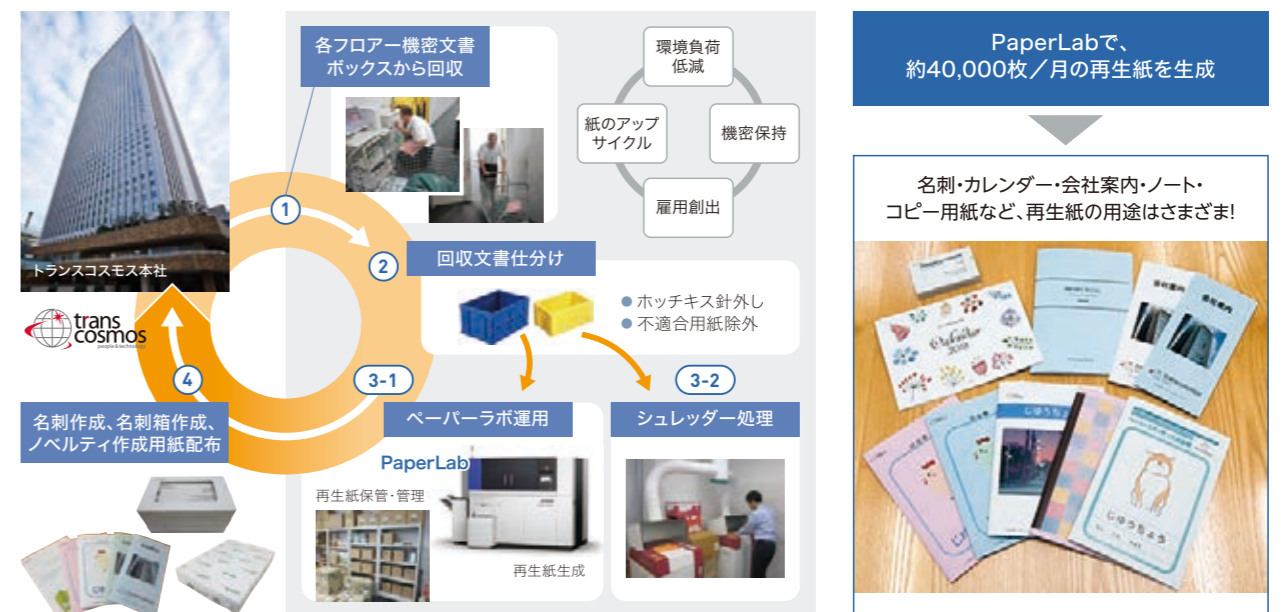 各フロアー機密文書
ボックスから回収
環境負荷
低減
紙のアップ
サイクル
機密保持
雇用創出
1
トランスコスモス本社
trans
cosmos
people & technology
2
回収文書仕分け
● ホッチキス針外し
● 不適合用紙除外
3-1
3-2
4
名刺作成、名刺箱作成、
ノベルティ作成用紙配布
ペーパーラボ運用
PaperLab
再生紙保管・管理
再生紙生成
シュレッダー処理
PaperLabで、
約40,000枚／月の再生紙を生成
名刺・カレンダー・会社案内・ノート・
コピー用紙など、再生紙の用途はさまざま!
Calendar
2018
会社案内
会社案内
じゆうちょう
じゆうちょう